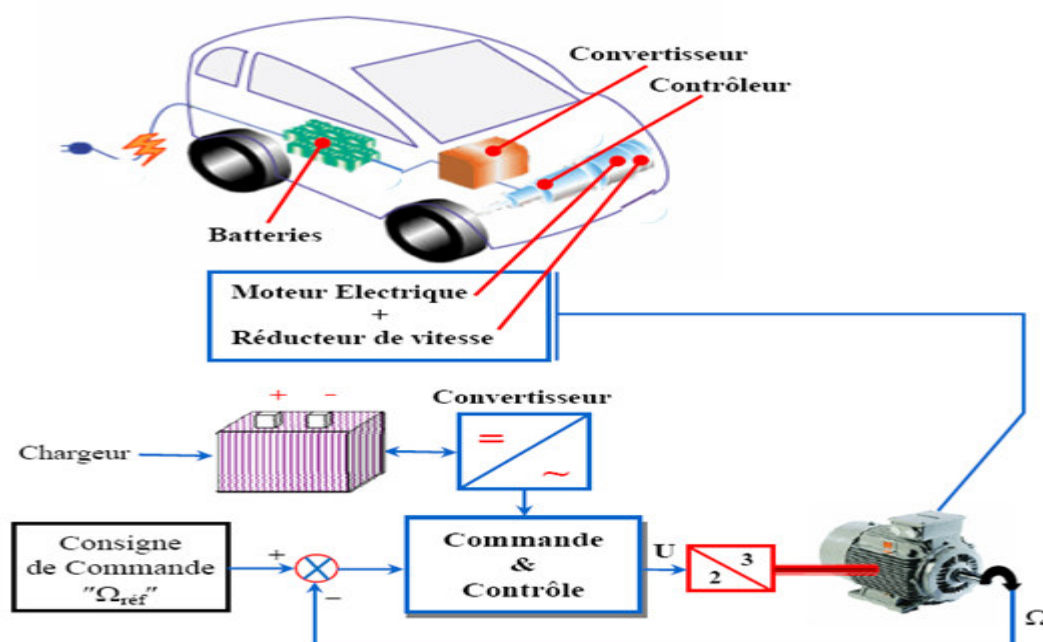 Convertisseur
Contrôleur
Batteries
Moteur Electrique
+
Réducteur de vitesse
+ -
Convertisseur
=
~
Chargeur
Consigne
de Commande
"Ωréf"
+
−
Commande
&
Contrôle
U
3
2
Ω